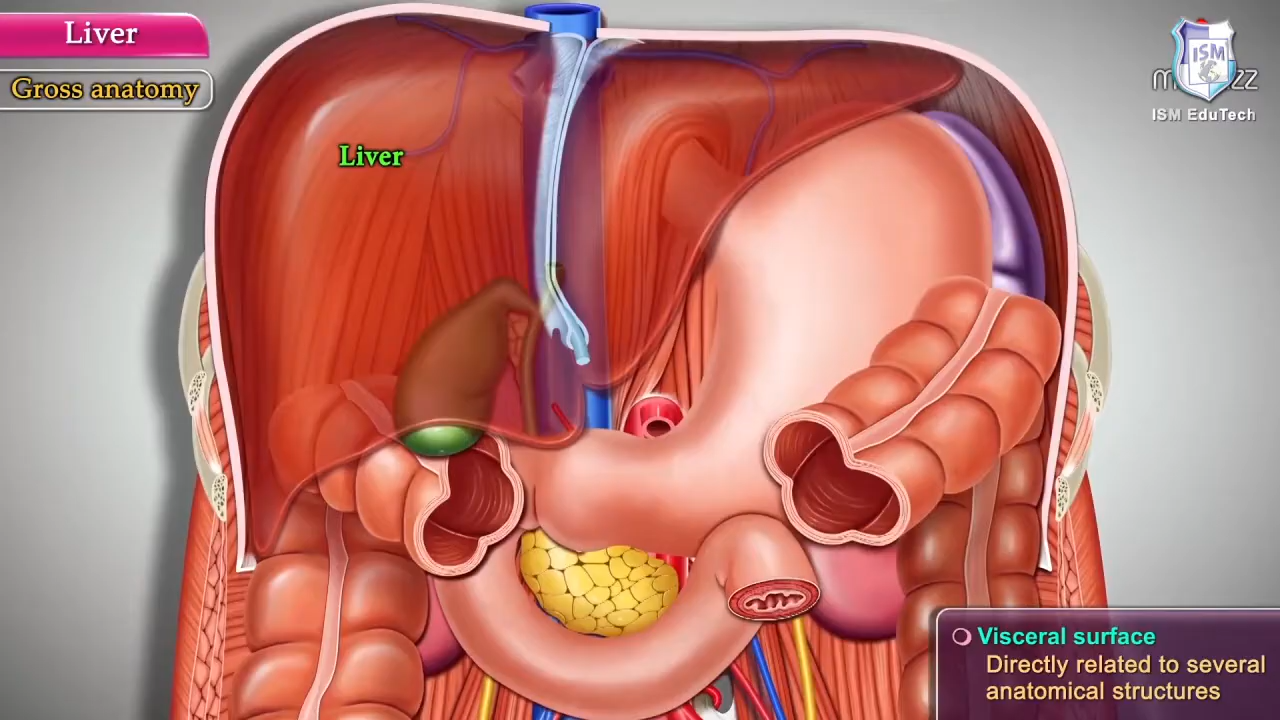 Liver
Gross anatomy
Liver
ISM
ISM EduTech
Visceral surface
Directly related to several
anatomical structures